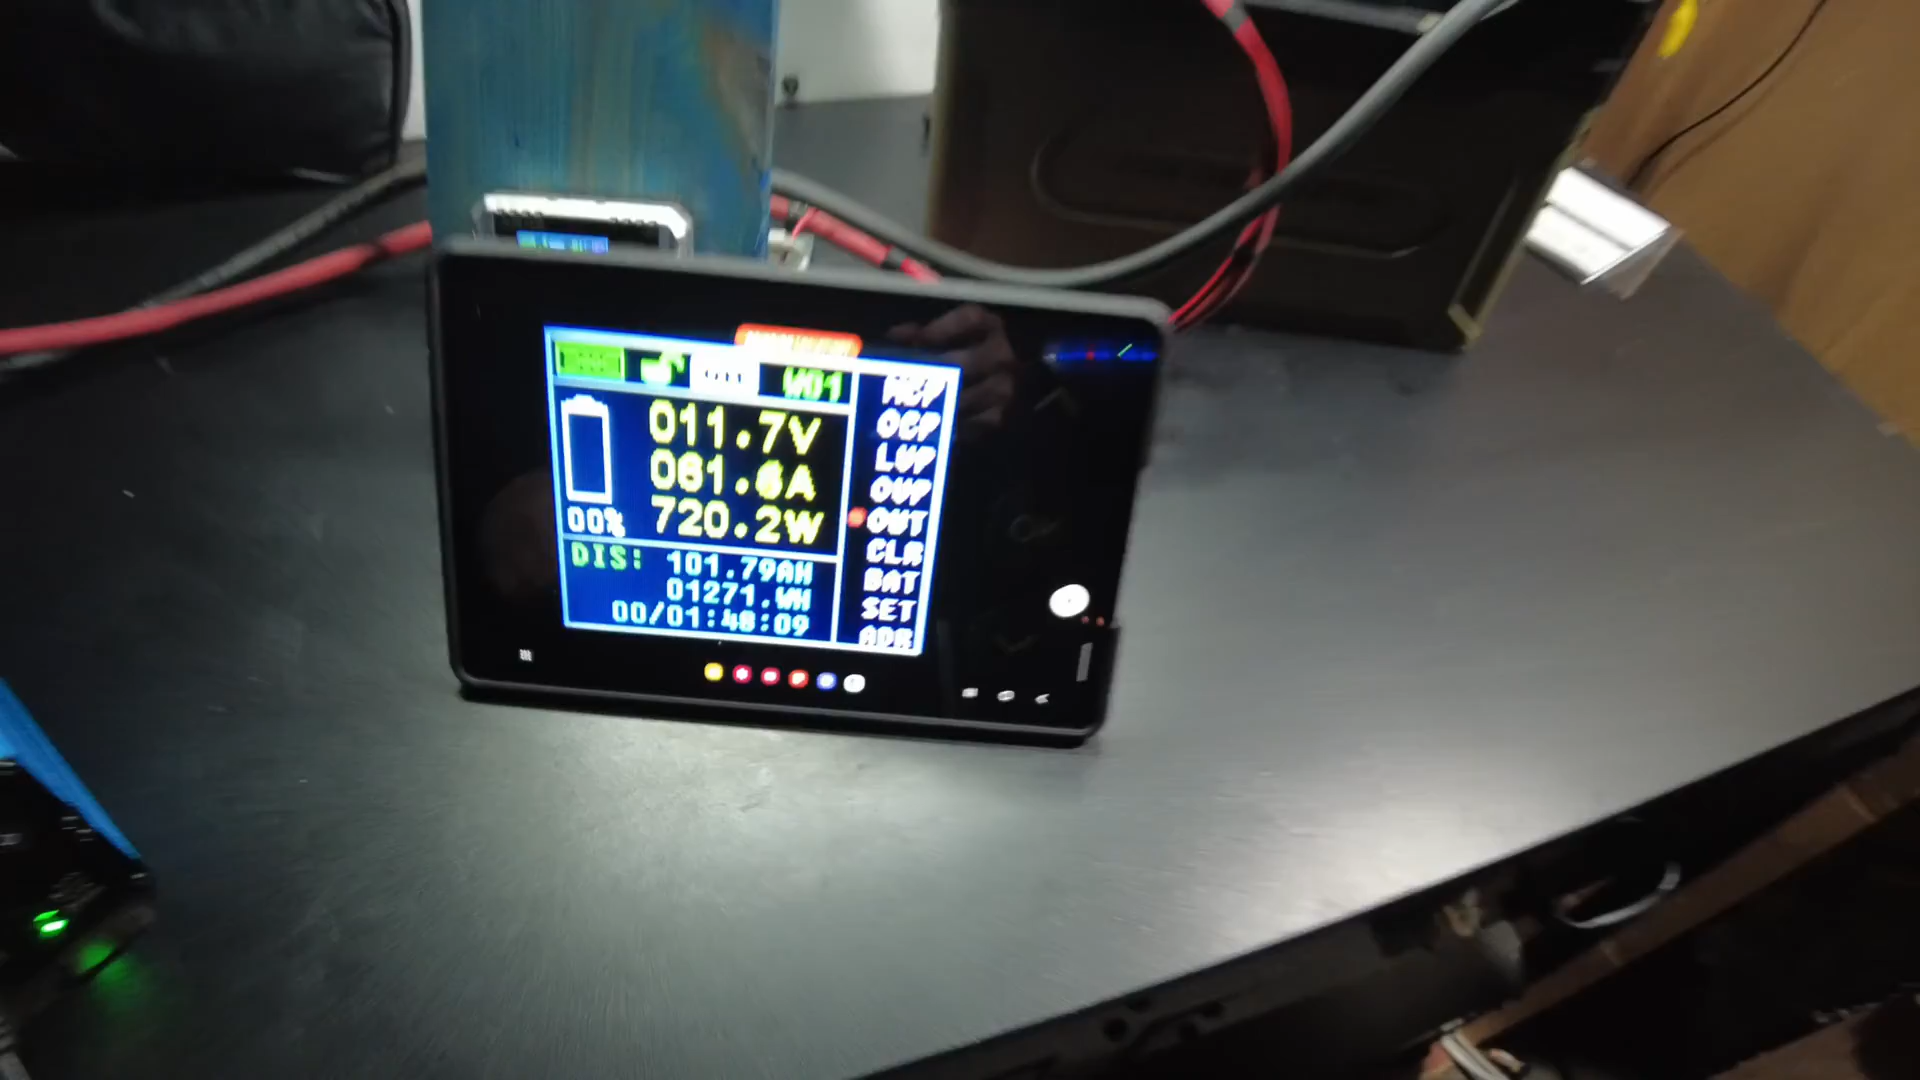 W01
011.7V
061.6A
720.2W
00%
DIS: 101.79AH
01271.WH
00/01:48:09
OCP
LVP
OVP
OUT
CLR
BAT
SET
ADR